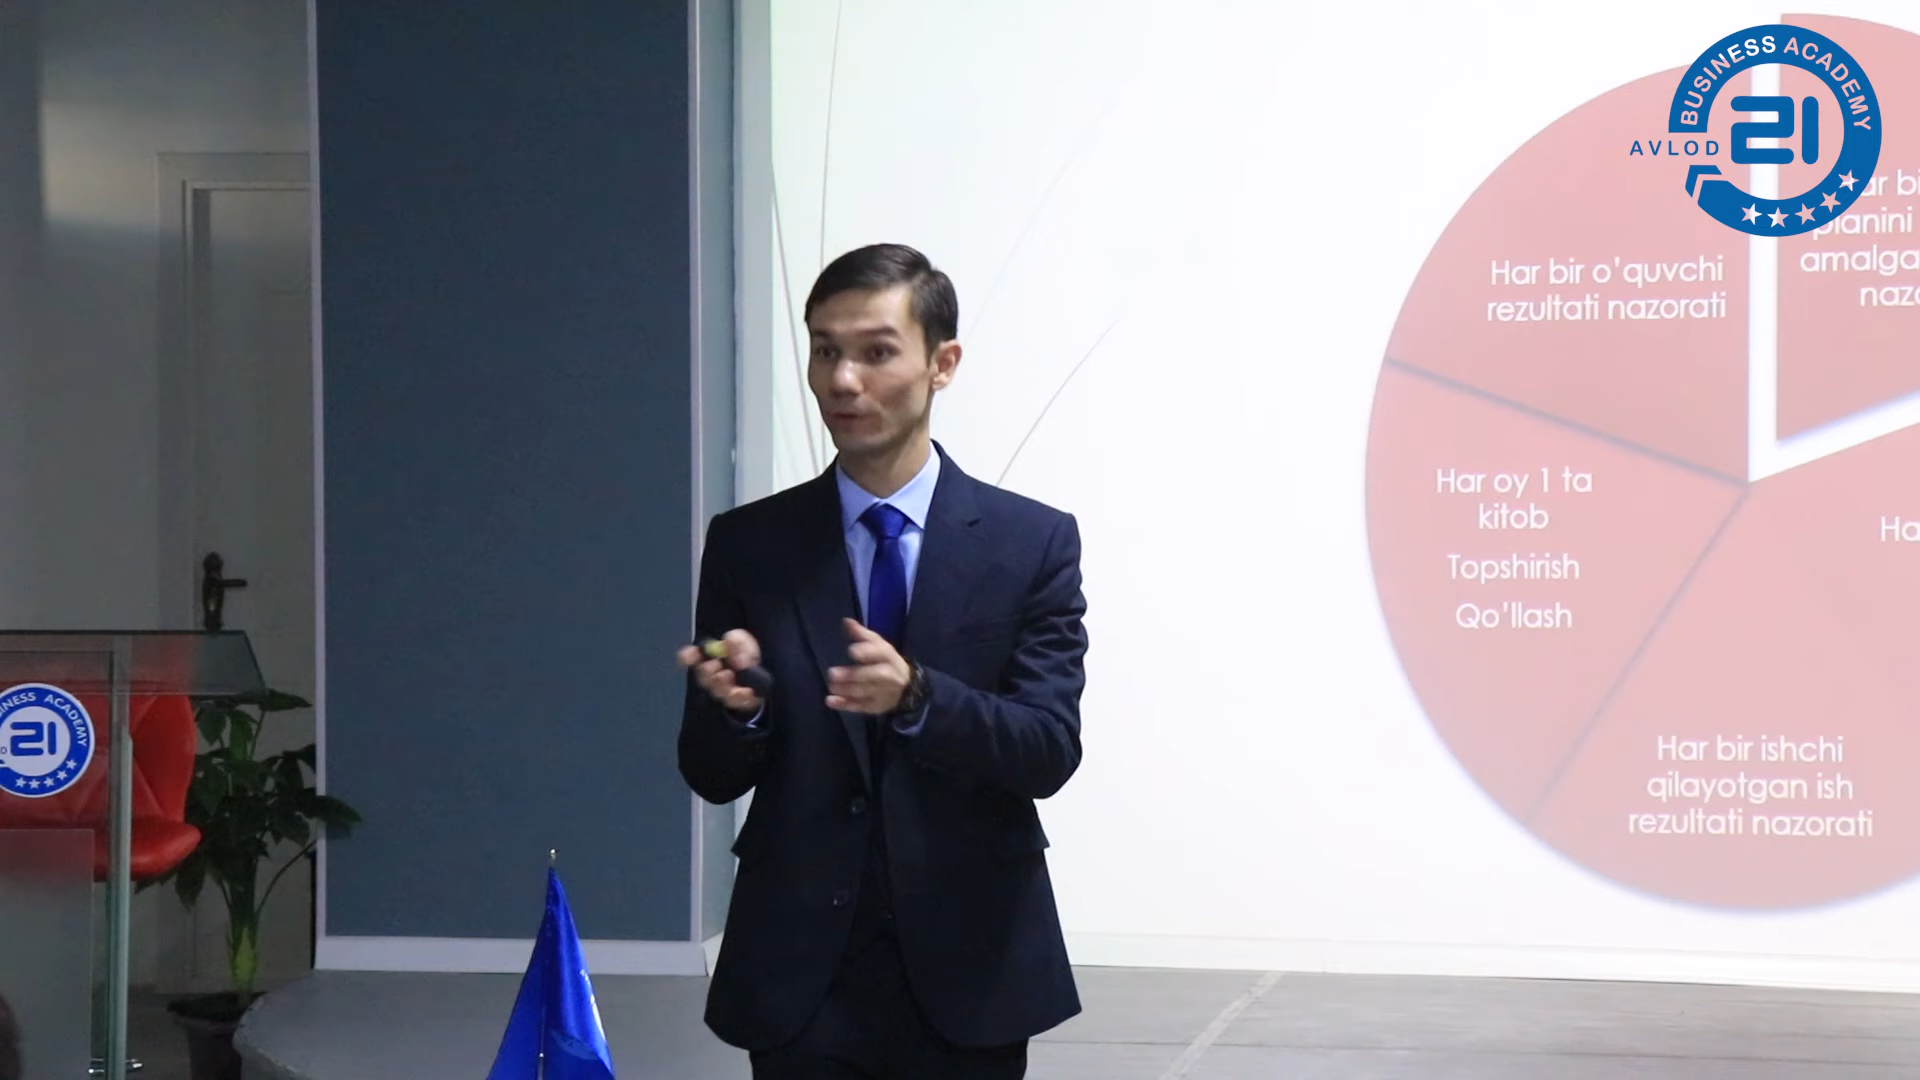 BUSINESS ACADEMY
AVLOD 21
Har bir o'quvchi
rezultati nazorati
amalga
Har oy 1 ta
kitob
Topshirish
Qo'llash
Har bir ishchi
qilayotgan ish
rezultati nazorati
ACADEMY
21